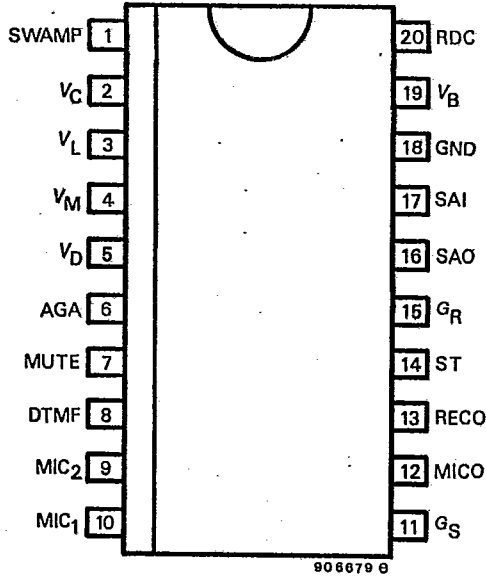 SWAMP 1 20 RDC
VC 2 19 VB
VL 3 18 GND
VM 4 17 SAI
VD 5 16 SAO
AGA 6 15 GR
MUTE 7 14 ST
DTMF 8 13 RECO
MIC2 9 12 MICO
MIC1 10 11 GS
906679 θ